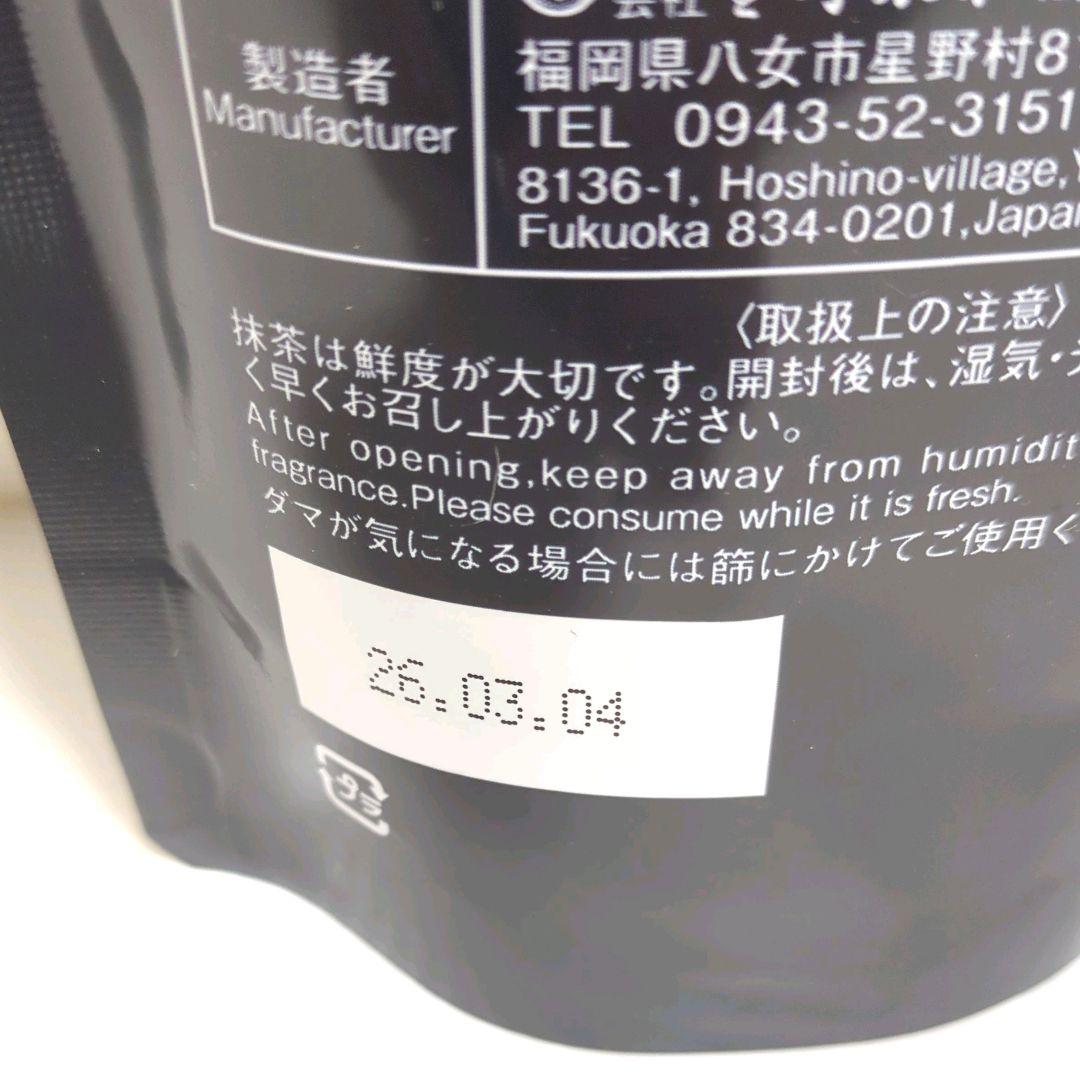 会社
製造者
Manufacturer
福岡県八女市星野村81
TEL 0943-52-3151
8136-1, Hoshino-village,Y
Fukuoka 834-0201,Japan
〈取扱上の注意〉
抹茶は鮮度が大切です。開封後は、湿気・
く早くお召し上がりください。
After opening,keep away from humidit
fragrance.Please consume while it is fresh.
ダマが気になる場合には篩にかけてご使用く
26.03.04
プラ